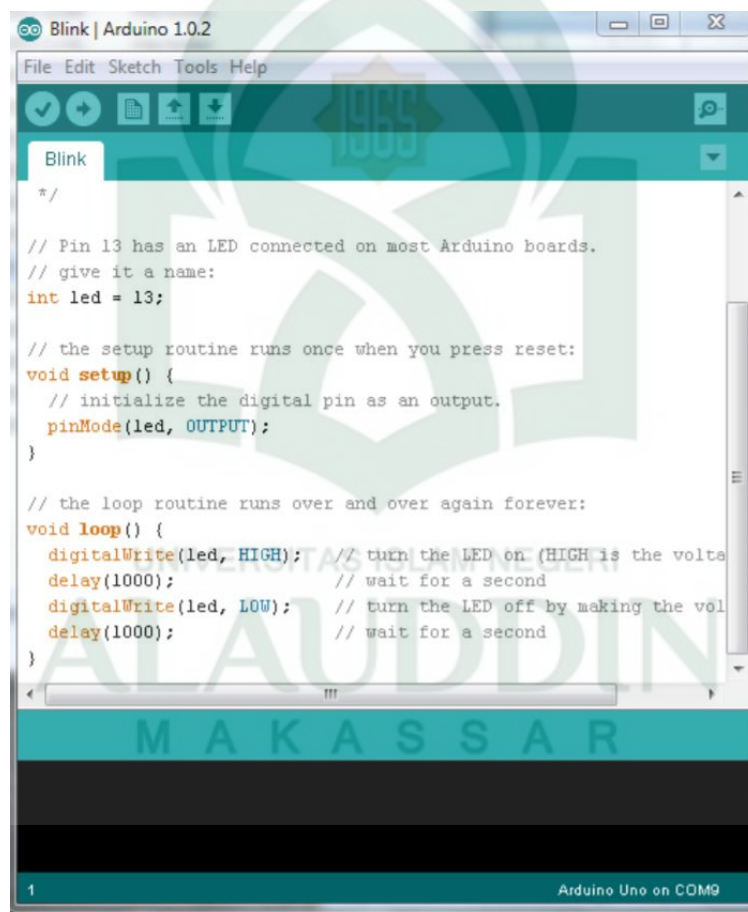 Blink | Arduino 1.0.2
File Edit Sketch Tools Help
1965
Blink
*/
// Pin 13 has an LED connected on most Arduino boards.
// give it a name:
int led = 13;
// the setup routine runs once when you press reset:
void setup() {
// initialize the digital pin as an output.
pinMode(led, OUTPUT);
}
// the loop routine runs over and over again forever:
void loop() {
digitalWrite(led, HIGH); // turn the LED on (HIGH is the volta
UNIVERSITAS ISLAM NEGERI
delay(1000); // wait for a second
digitalWrite(led, LOW); // turn the LED off by making the vol
delay(1000); // wait for a second
}
ALAUDDIN
MAKASSAR
1 Arduino Uno on COM9